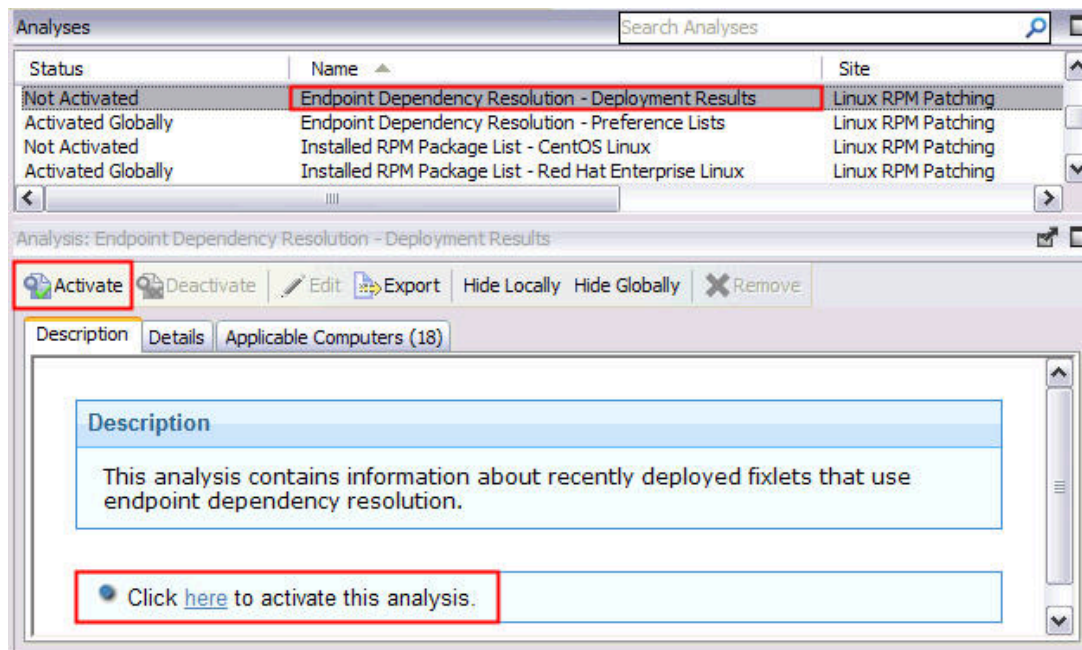 Analyses
Search Analyses
Status Name Site
Not Activated Endpoint Dependency Resolution - Deployment Results Linux RPM Patching
Activated Globally Endpoint Dependency Resolution - Preference Lists Linux RPM Patching
Not Activated Installed RPM Package List - CentOS Linux Linux RPM Patching
Activated Globally Installed RPM Package List - Red Hat Enterprise Linux Linux RPM Patching
Analysis: Endpoint Dependency Resolution - Deployment Results
Activate Deactivate Edit Export Hide Locally Hide Globally Remove
Description Details Applicable Computers (18)
Description
This analysis contains information about recently deployed fixlets that use
endpoint dependency resolution.
Click here to activate this analysis.